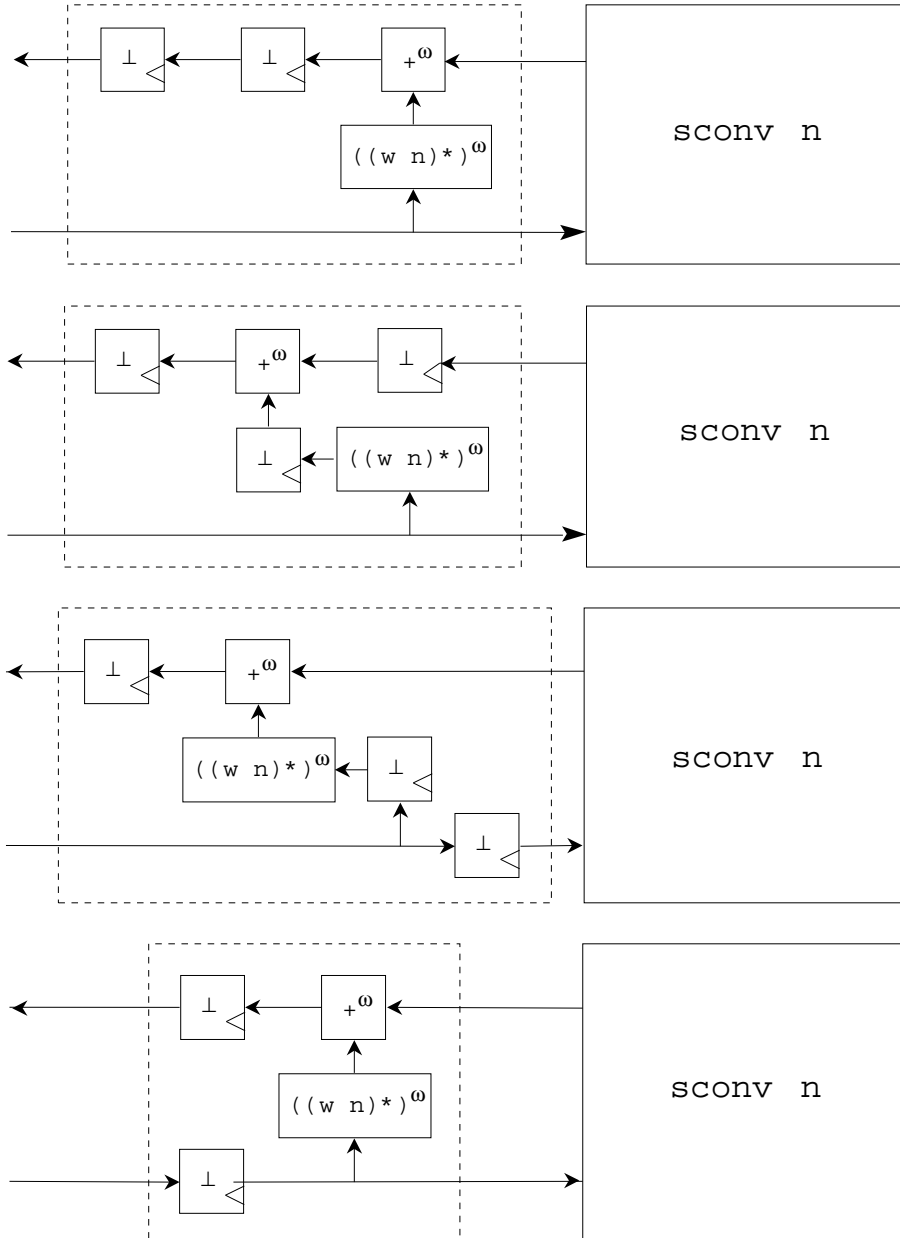 ⊥ ⊥ +ω
sconv n
((w n)*)ω
⊥ +ω ⊥
sconv n
⊥ ((w n)*)ω
⊥ +ω
sconv n
((w n)*)ω ⊥
⊥
⊥ +ω
sconv n
((w n)*)ω
⊥